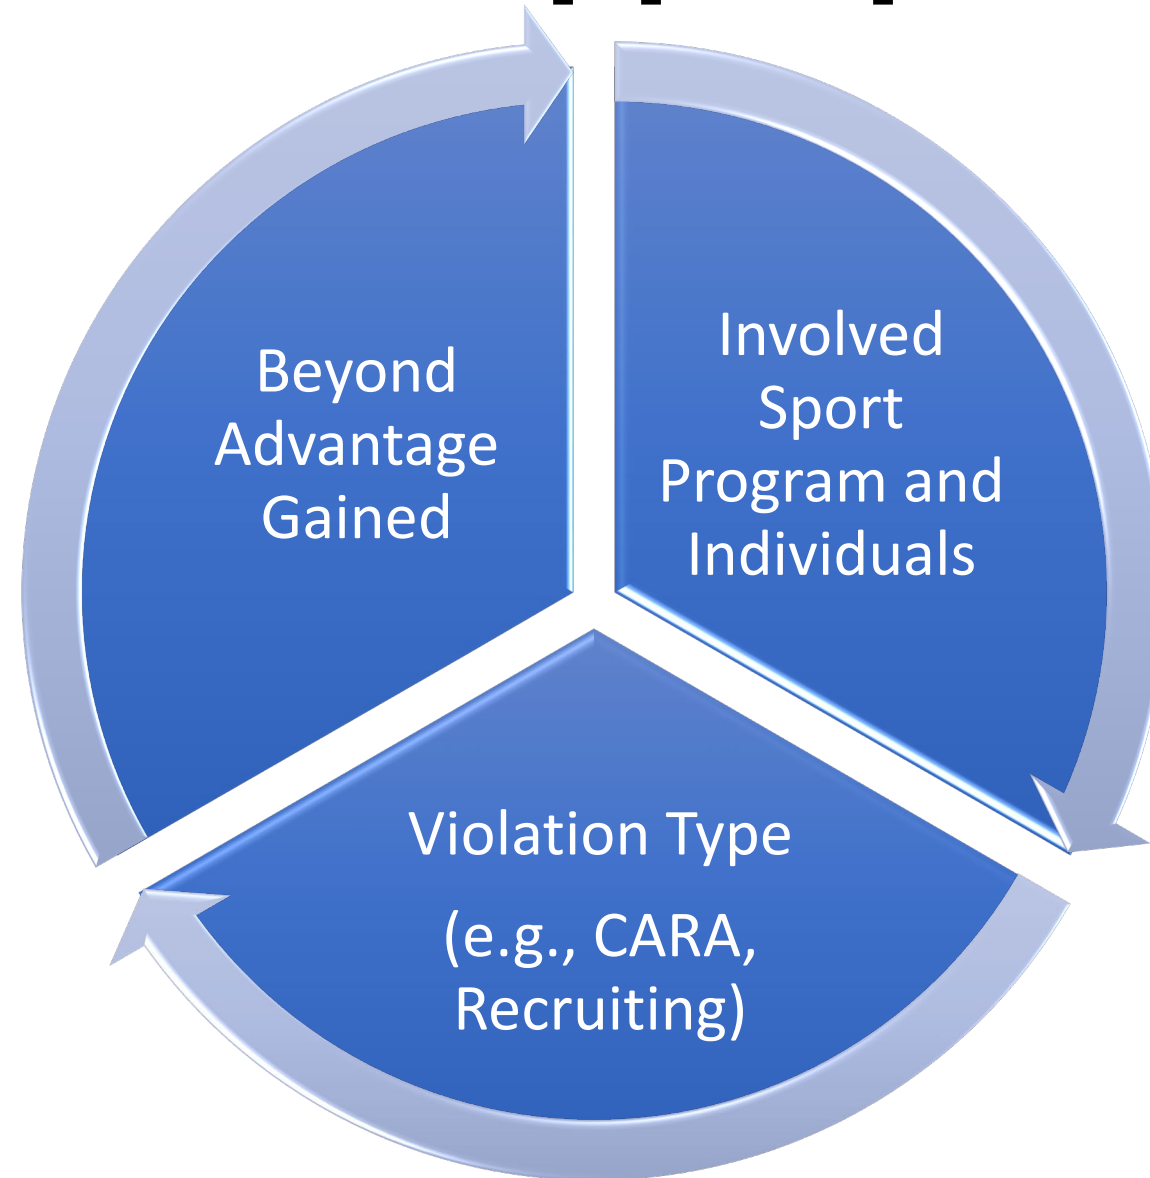 Involved
Sport
Program and
Individuals
Violation Type
(e.g., CARA,
Recruiting)
Beyond
Advantage
Gained